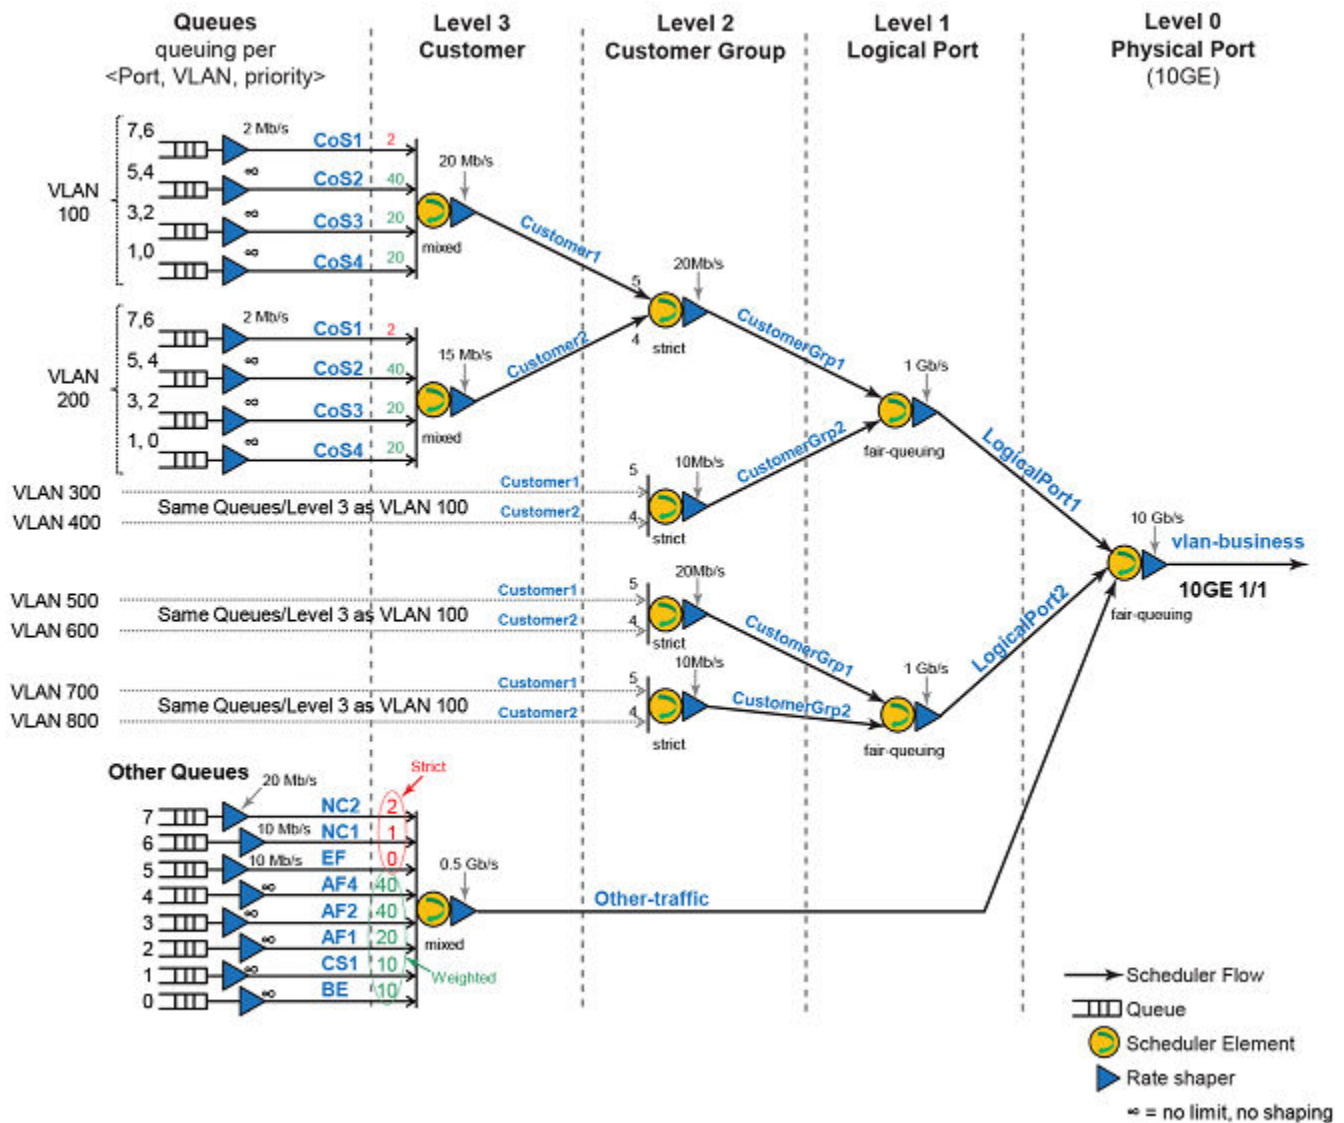 Queues
queuing per
<Port, VLAN, priority>
Level 3
Customer
Level 2
Customer Group
Level 1
Logical Port
Level 0
Physical Port
(10GE)
VLAN
100
7,6
2 Mb/s
CoS1
2
5,4
∞
CoS2
40
3,2
∞
CoS3
20
1,0
∞
CoS4
20
20 Mb/s
mixed
Customer1
VLAN
200
7,6
2 Mb/s
CoS1
2
5, 4
∞
CoS2
40
3, 2
∞
CoS3
20
1, 0
∞
CoS4
20
15 Mb/s
mixed
Customer2
5
4
20Mb/s
strict
CustomerGrp1
1 Gb/s
fair-queuing
LogicalPort1
VLAN 300
VLAN 400
Same Queues/Level 3 as VLAN 100
Customer1
Customer2
5
4
10Mb/s
strict
CustomerGrp2
VLAN 500
VLAN 600
Same Queues/Level 3 as VLAN 100
Customer1
Customer2
5
4
20Mb/s
strict
CustomerGrp1
VLAN 700
VLAN 800
Same Queues/Level 3 as VLAN 100
Customer1
Customer2
5
4
10Mb/s
strict
CustomerGrp2
1 Gb/s
fair-queuing
LogicalPort2
10 Gb/s
vlan-business
10GE 1/1
fair-queuing
Other Queues
20 Mb/s
Strict
7
NC2
2
6
10 Mb/s
NC1
1
5
10 Mb/s
EF
0
4
∞
AF4
40
3
∞
AF2
40
2
∞
AF1
20
1
∞
CS1
10
0
∞
BE
10
Weighted
0.5 Gb/s
mixed
Other-traffic
Scheduler Flow
Queue
Scheduler Element
Rate shaper
∞ = no limit, no shaping